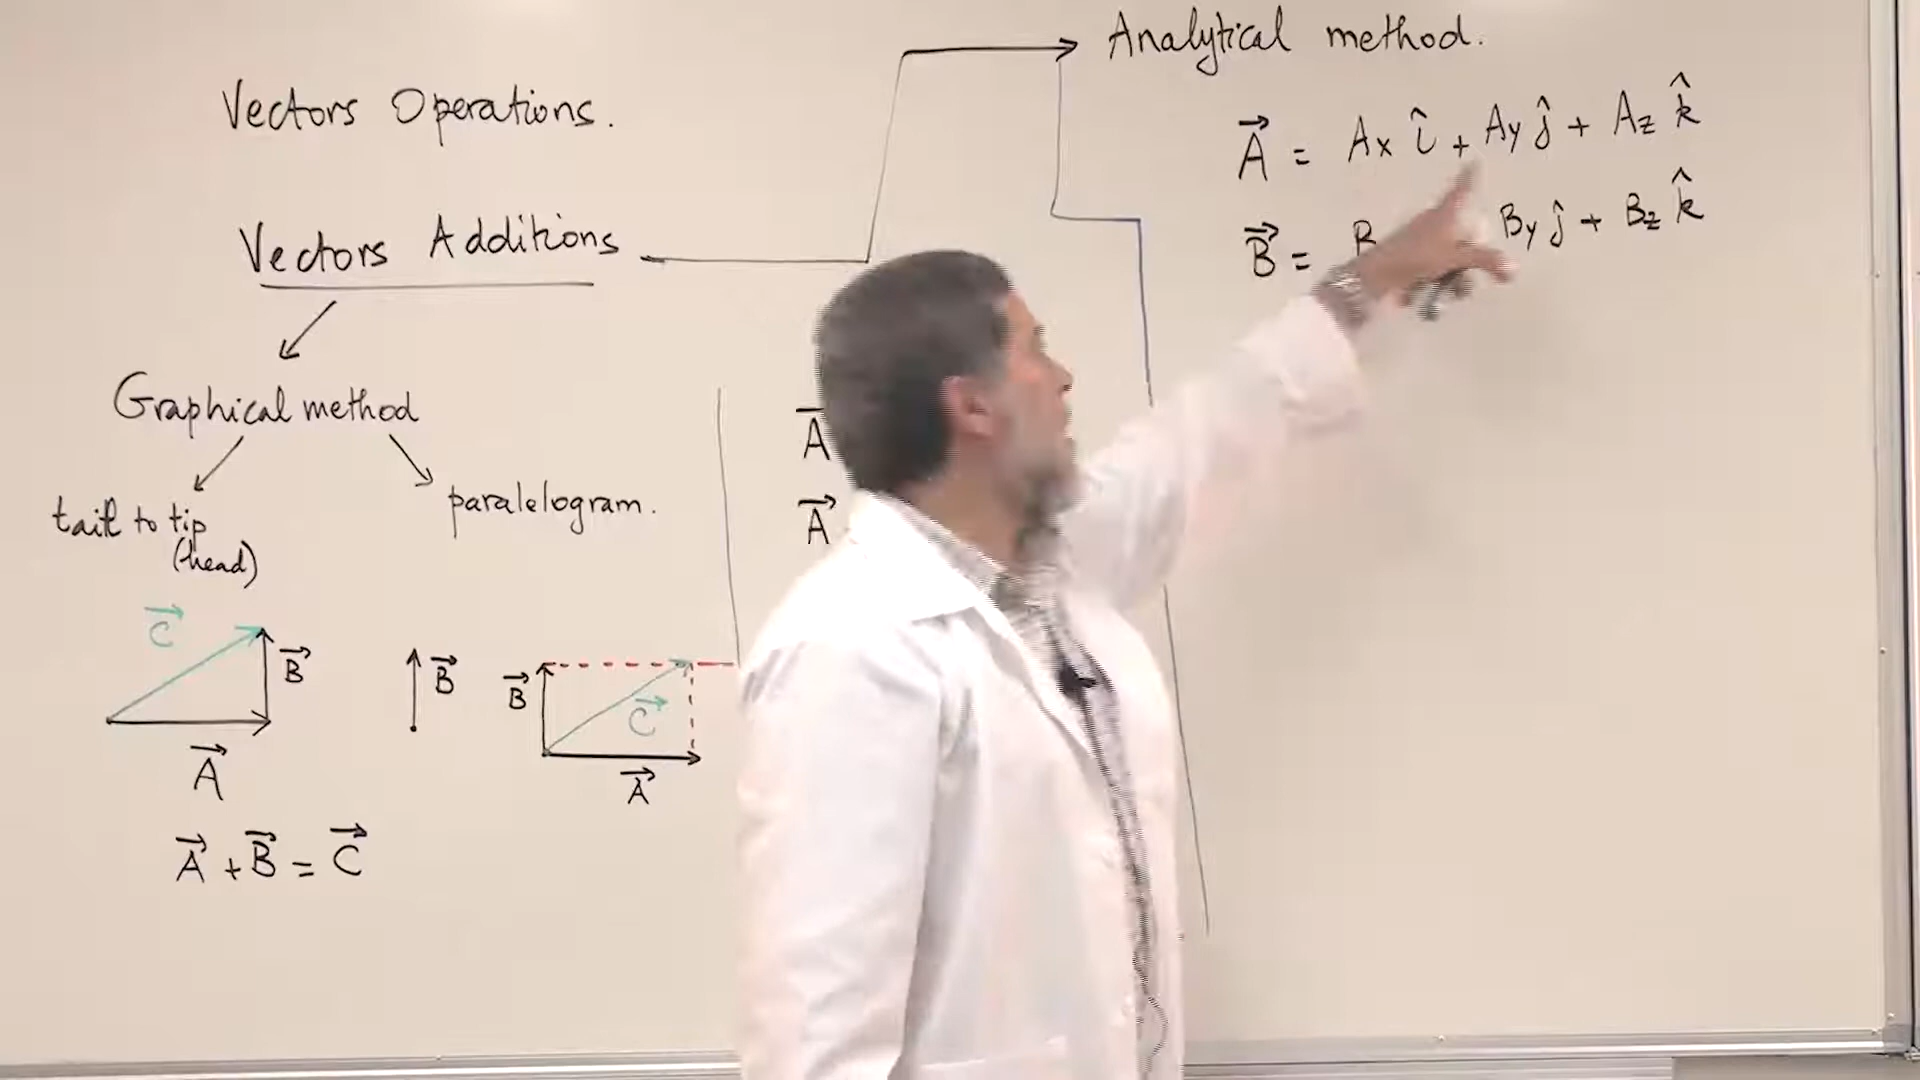 Vectors Operations.
Vectors Additions
Graphical method
tail to tip
(head)
paralelogram.
C⃗
B⃗
A⃗
A⃗ + B⃗ = C⃗
B⃗
B⃗
C⃗
A⃗
A⃗
A⃗
Analytical method.
A⃗ = Ax î + Ay ĵ + Az k̂
B⃗ = B By ĵ + Bz k̂